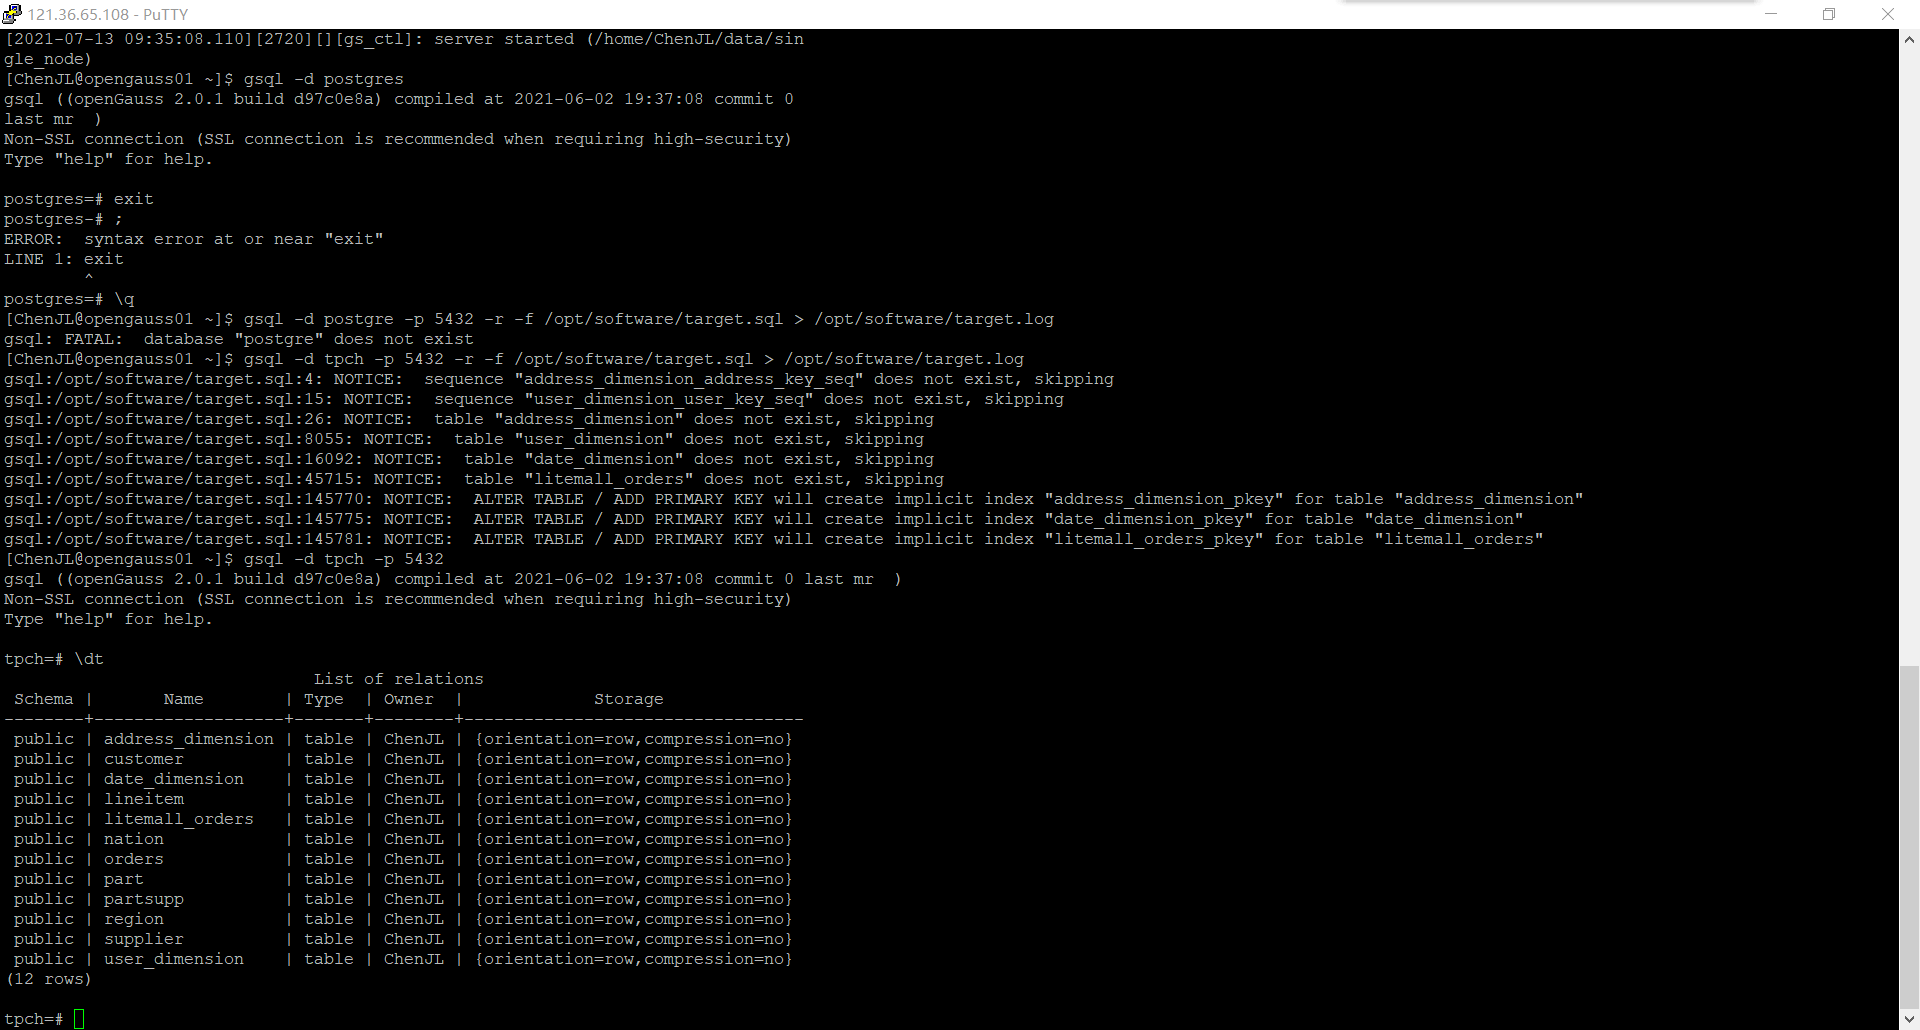 121.36.65.108 - PuTTY
[2021-07-13 09:35:08.110][2720][][gs_ctl]: server started (/home/ChenJL/data/sin
gle_node)
[ChenJL@opengauss01 ~]$ gsql -d postgres
gsql ((openGauss 2.0.1 build d97c0e8a) compiled at 2021-06-02 19:37:08 commit 0
last mr  )
Non-SSL connection (SSL connection is recommended when requiring high-security)
Type "help" for help.

postgres=# exit
postgres-# ;
ERROR:  syntax error at or near "exit"
LINE 1: exit
        ^
postgres=# \q
[ChenJL@opengauss01 ~]$ gsql -d postgre -p 5432 -r -f /opt/software/target.sql > /opt/software/target.log
gsql: FATAL:  database "postgre" does not exist
[ChenJL@opengauss01 ~]$ gsql -d tpch -p 5432 -r -f /opt/software/target.sql > /opt/software/target.log
gsql:/opt/software/target.sql:4: NOTICE:  sequence "address_dimension_address_key_seq" does not exist, skipping
gsql:/opt/software/target.sql:15: NOTICE:  sequence "user_dimension_user_key_seq" does not exist, skipping
gsql:/opt/software/target.sql:26: NOTICE:  table "address_dimension" does not exist, skipping
gsql:/opt/software/target.sql:8055: NOTICE:  table "user_dimension" does not exist, skipping
gsql:/opt/software/target.sql:16092: NOTICE:  table "date_dimension" does not exist, skipping
gsql:/opt/software/target.sql:45715: NOTICE:  table "litemall_orders" does not exist, skipping
gsql:/opt/software/target.sql:145770: NOTICE:  ALTER TABLE / ADD PRIMARY KEY will create implicit index "address_dimension_pkey" for table "address_dimension"
gsql:/opt/software/target.sql:145775: NOTICE:  ALTER TABLE / ADD PRIMARY KEY will create implicit index "date_dimension_pkey" for table "date_dimension"
gsql:/opt/software/target.sql:145781: NOTICE:  ALTER TABLE / ADD PRIMARY KEY will create implicit index "litemall_orders_pkey" for table "litemall_orders"
[ChenJL@opengauss01 ~]$ gsql -d tpch -p 5432
gsql ((openGauss 2.0.1 build d97c0e8a) compiled at 2021-06-02 19:37:08 commit 0 last mr  )
Non-SSL connection (SSL connection is recommended when requiring high-security)
Type "help" for help.

tpch=# \dt
                               List of relations
 Schema |       Name        | Type  | Owner  |             Storage
--------+-------------------+-------+--------+----------------------------------
 public | address_dimension | table | ChenJL | {orientation=row,compression=no}
 public | customer          | table | ChenJL | {orientation=row,compression=no}
 public | date_dimension    | table | ChenJL | {orientation=row,compression=no}
 public | lineitem          | table | ChenJL | {orientation=row,compression=no}
 public | litemall_orders   | table | ChenJL | {orientation=row,compression=no}
 public | nation            | table | ChenJL | {orientation=row,compression=no}
 public | orders            | table | ChenJL | {orientation=row,compression=no}
 public | part              | table | ChenJL | {orientation=row,compression=no}
 public | partsupp          | table | ChenJL | {orientation=row,compression=no}
 public | region            | table | ChenJL | {orientation=row,compression=no}
 public | supplier          | table | ChenJL | {orientation=row,compression=no}
 public | user_dimension    | table | ChenJL | {orientation=row,compression=no}
(12 rows)

tpch=#